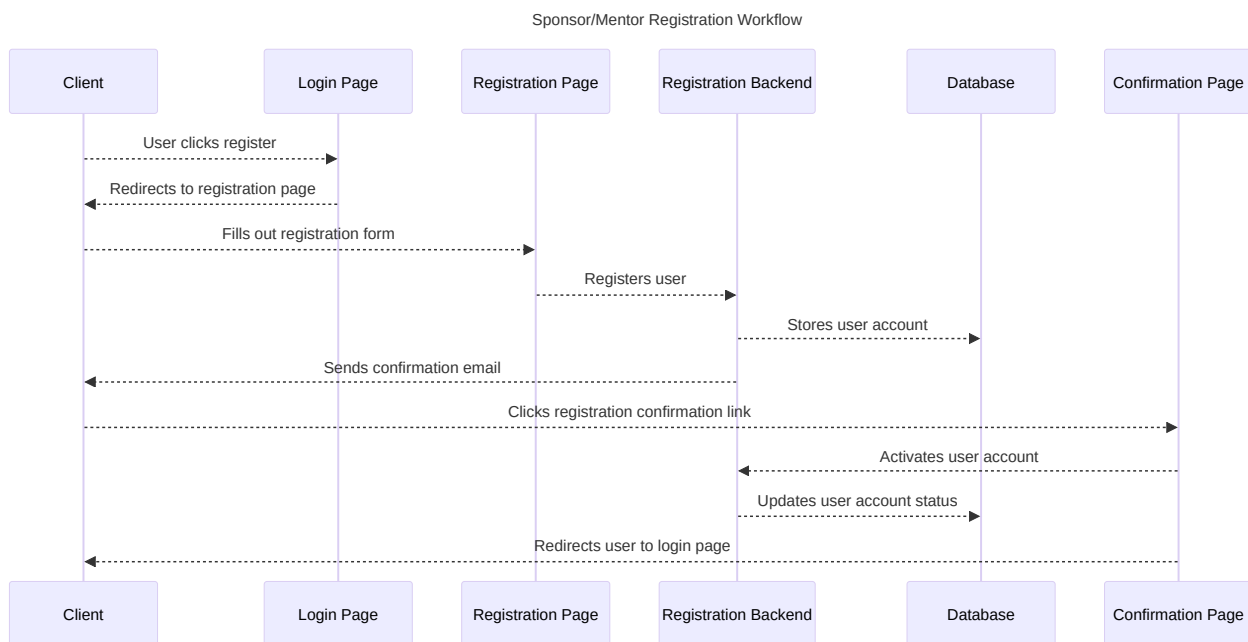 Sponsor/Mentor Registration Workflow
Client
Login Page
Registration Page
Registration Backend
Database
Confirmation Page
User clicks register
Redirects to registration page
Fills out registration form
Registers user
Stores user account
Sends confirmation email
Clicks registration confirmation link
Activates user account
Updates user account status
Redirects user to login page
Client
Login Page
Registration Page
Registration Backend
Database
Confirmation Page